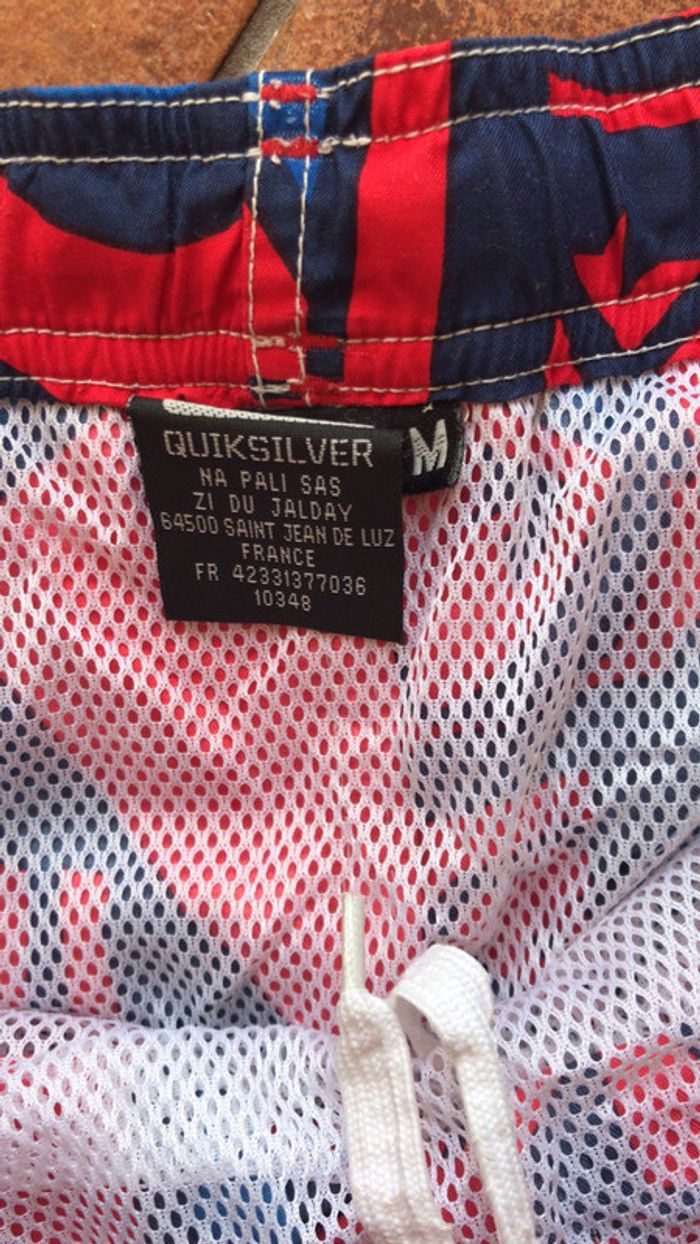 QUIKSILVER
M
NA PALI SAS
ZI DU JALDAY
64500 SAINT JEAN DE LUZ
FRANCE
FR 42331377036
10348